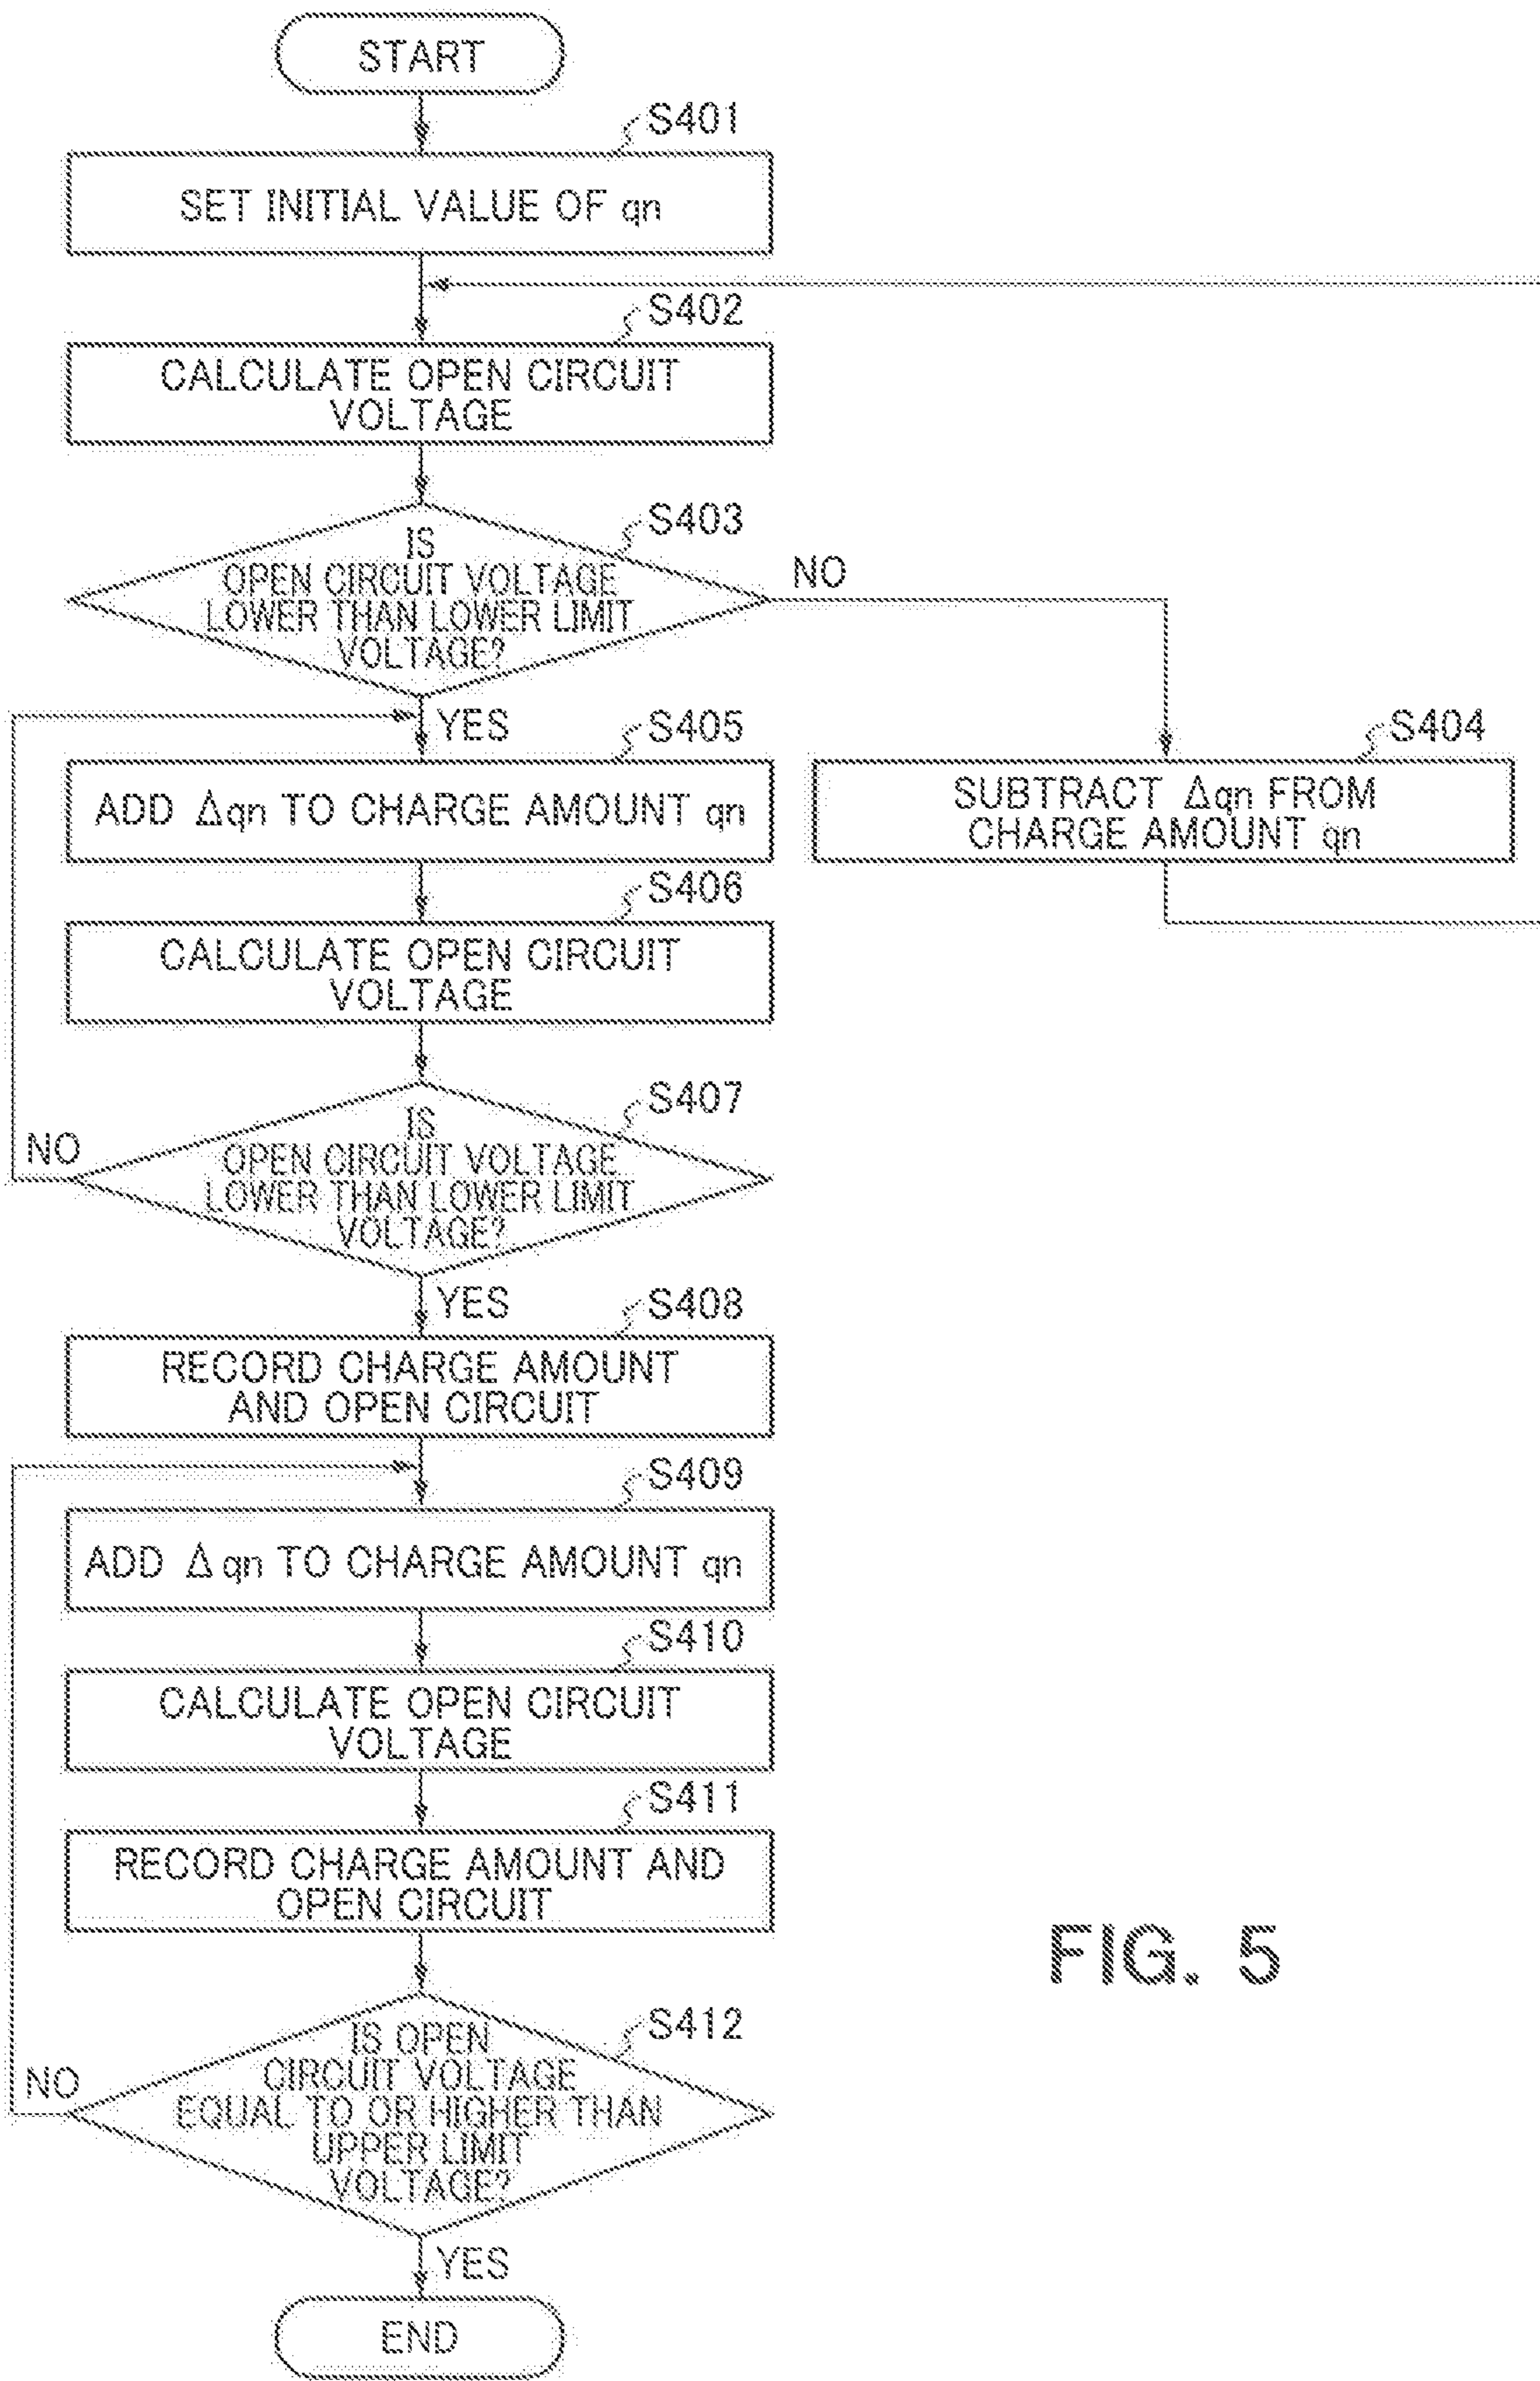 START
S401
SET INITIAL VALUE OF qn
S402
CALCULATE OPEN CIRCUIT
VOLTAGE
S403
IS
OPEN CIRCUIT VOLTAGE
LOWER THAN LOWER LIMIT
VOLTAGE?
NO
YES
S404
SUBTRACT Δqn FROM
CHARGE AMOUNT qn
S405
ADD Δqn TO CHARGE AMOUNT qn
S406
CALCULATE OPEN CIRCUIT
VOLTAGE
S407
IS
OPEN CIRCUIT VOLTAGE
LOWER THAN LOWER LIMIT
VOLTAGE?
NO
YES
S408
RECORD CHARGE AMOUNT
AND OPEN CIRCUIT
S409
ADD Δqn TO CHARGE AMOUNT qn
S410
CALCULATE OPEN CIRCUIT
VOLTAGE
S411
RECORD CHARGE AMOUNT AND
OPEN CIRCUIT
S412
IS OPEN
CIRCUIT VOLTAGE
EQUAL TO OR HIGHER THAN
UPPER LIMIT
VOLTAGE?
NO
YES
END
FIG. 5